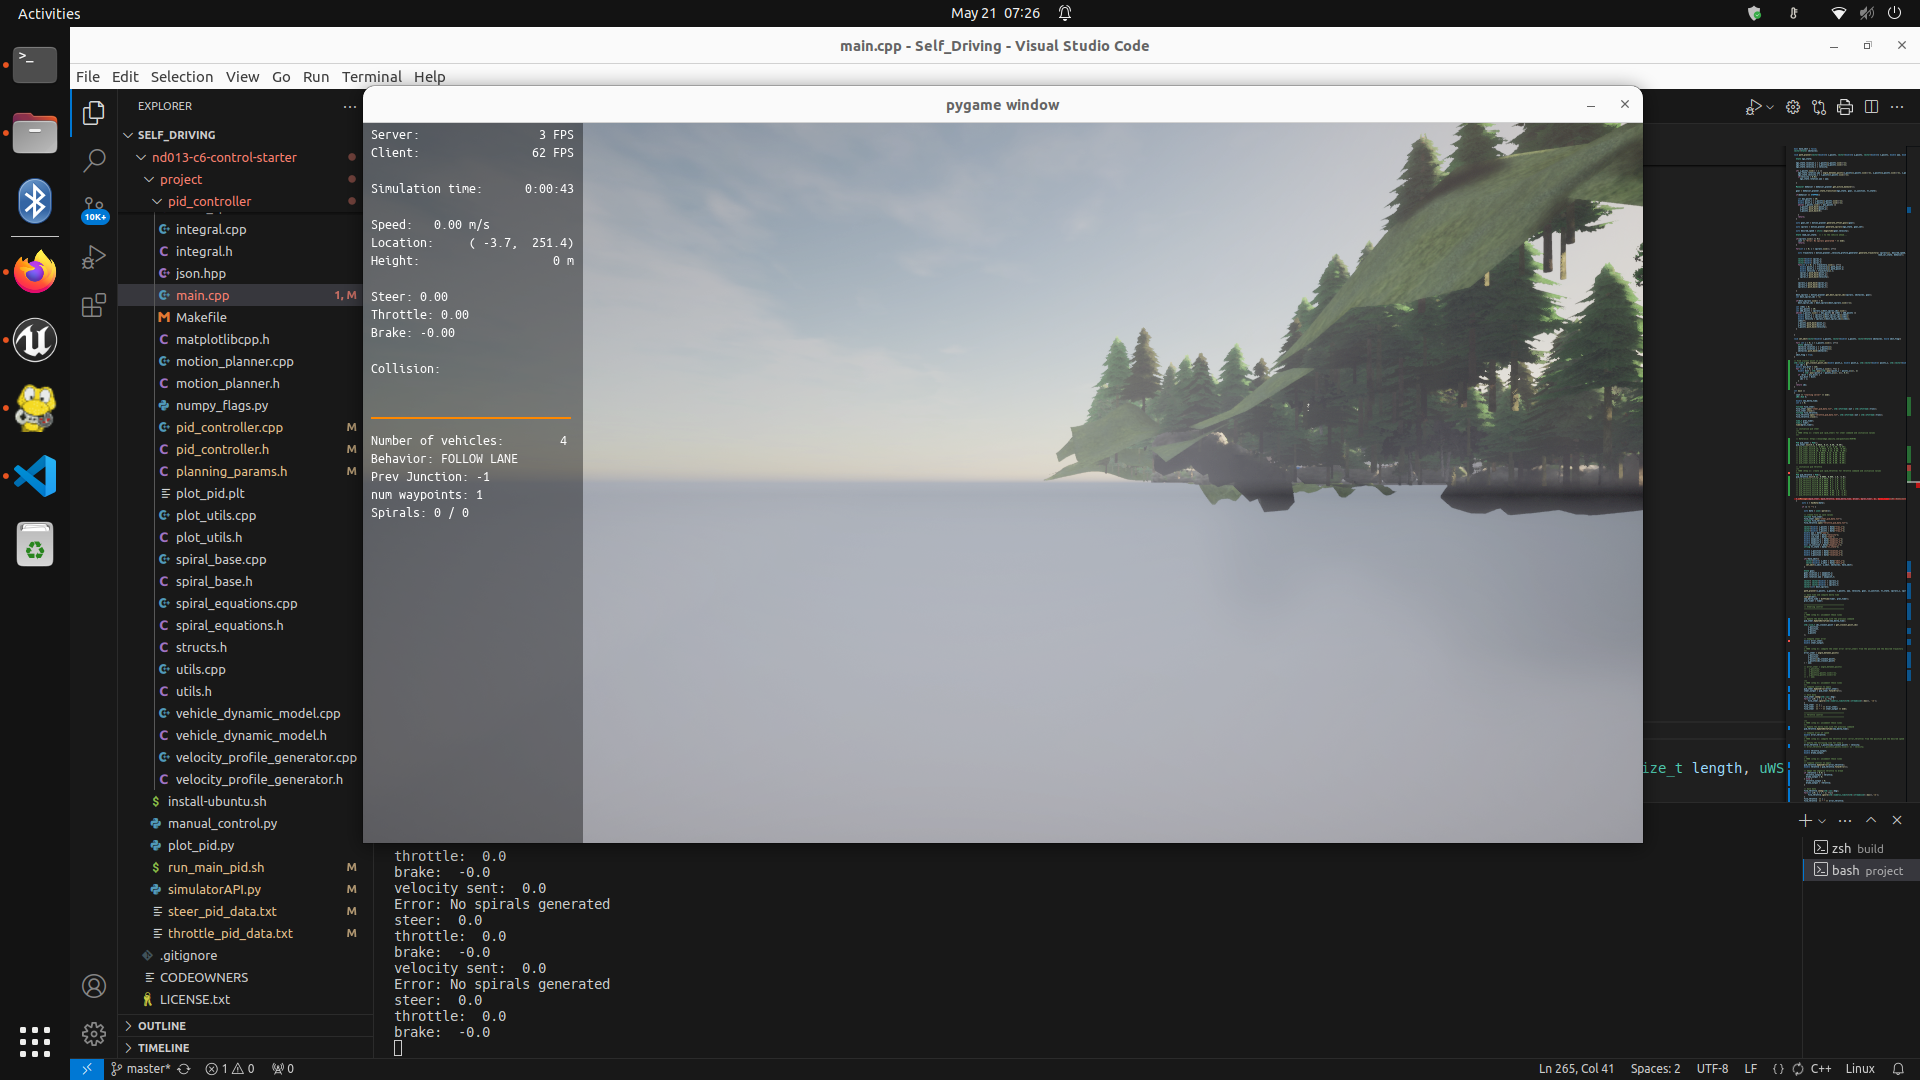 Activities
May 21 07:26
main.cpp - Self_Driving - Visual Studio Code
File Edit Selection View Go Run Terminal Help
EXPLORER
SELF_DRIVING
nd013-c6-control-starter
project
pid_controller
integral.cpp
integral.h
json.hpp
main.cpp 1, M
Makefile
matplotlibcpp.h
motion_planner.cpp
motion_planner.h
numpy_flags.py
pid_controller.cpp M
pid_controller.h M
planning_params.h M
plot_pid.plt
plot_utils.cpp
plot_utils.h
spiral_base.cpp
spiral_base.h
spiral_equations.cpp
spiral_equations.h
structs.h
utils.cpp
utils.h
vehicle_dynamic_model.cpp
vehicle_dynamic_model.h
velocity_profile_generator.cpp
velocity_profile_generator.h
install-ubuntu.sh
manual_control.py
plot_pid.py
run_main_pid.sh M
simulatorAPI.py M
steer_pid_data.txt M
throttle_pid_data.txt M
.gitignore
CODEOWNERS
LICENSE.txt
OUTLINE
TIMELINE
10K+
pygame window
Server: 3 FPS
Client: 62 FPS
Simulation time: 0:00:43
Speed: 0.00 m/s
Location: ( -3.7, 251.4)
Height: 0 m
Steer: 0.00
Throttle: 0.00
Brake: -0.00
Collision:
Number of vehicles: 4
Behavior: FOLLOW LANE
Prev Junction: -1
num waypoints: 1
Spirals: 0 / 0
ize_t length, uWS
throttle: 0.0
brake: -0.0
velocity sent: 0.0
Error: No spirals generated
steer: 0.0
throttle: 0.0
brake: -0.0
velocity sent: 0.0
Error: No spirals generated
steer: 0.0
throttle: 0.0
brake: -0.0
zsh build
bash project
master* 1 0 0
Ln 265, Col 41 Spaces: 2 UTF-8 LF {} C++ Linux